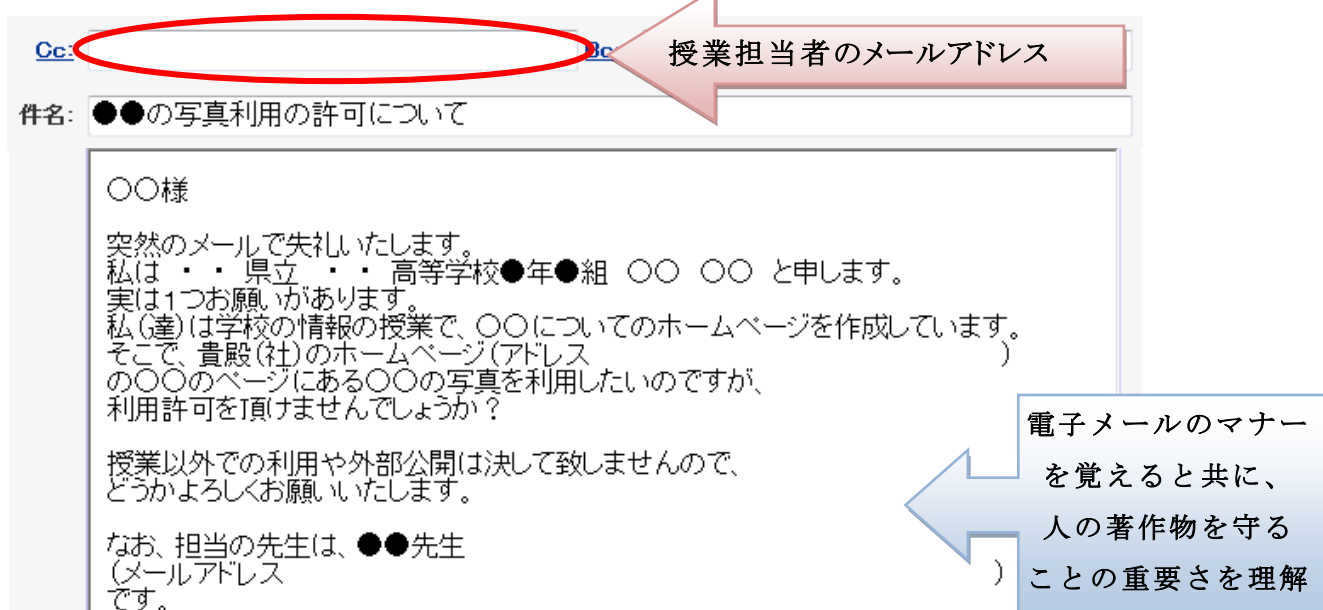 Cc:
授業担当者のメールアドレス
件名: ●●の写真利用の許可について
〇〇様
突然のメールで失礼いたします。
私は ・・ 県立 ・・ 高等学校●年●組 〇〇 〇〇 と申します。
実は1つお願いがあります。
私(達)は学校の情報の授業で、〇〇についてのホームページを作成しています。
そこで、貴殿(社)のホームページ(アドレス )
の〇〇のページにある〇〇の写真を利用したいのですが、
利用許可を頂けませんでしょうか?
授業以外での利用や外部公開は決して致しませんので、
どうかよろしくお願いいたします。
なお、担当の先生は、●●先生
(メールアドレス )
です。
電子メールのマナー
を覚えると共に、
人の著作物を守る
ことの重要さを理解